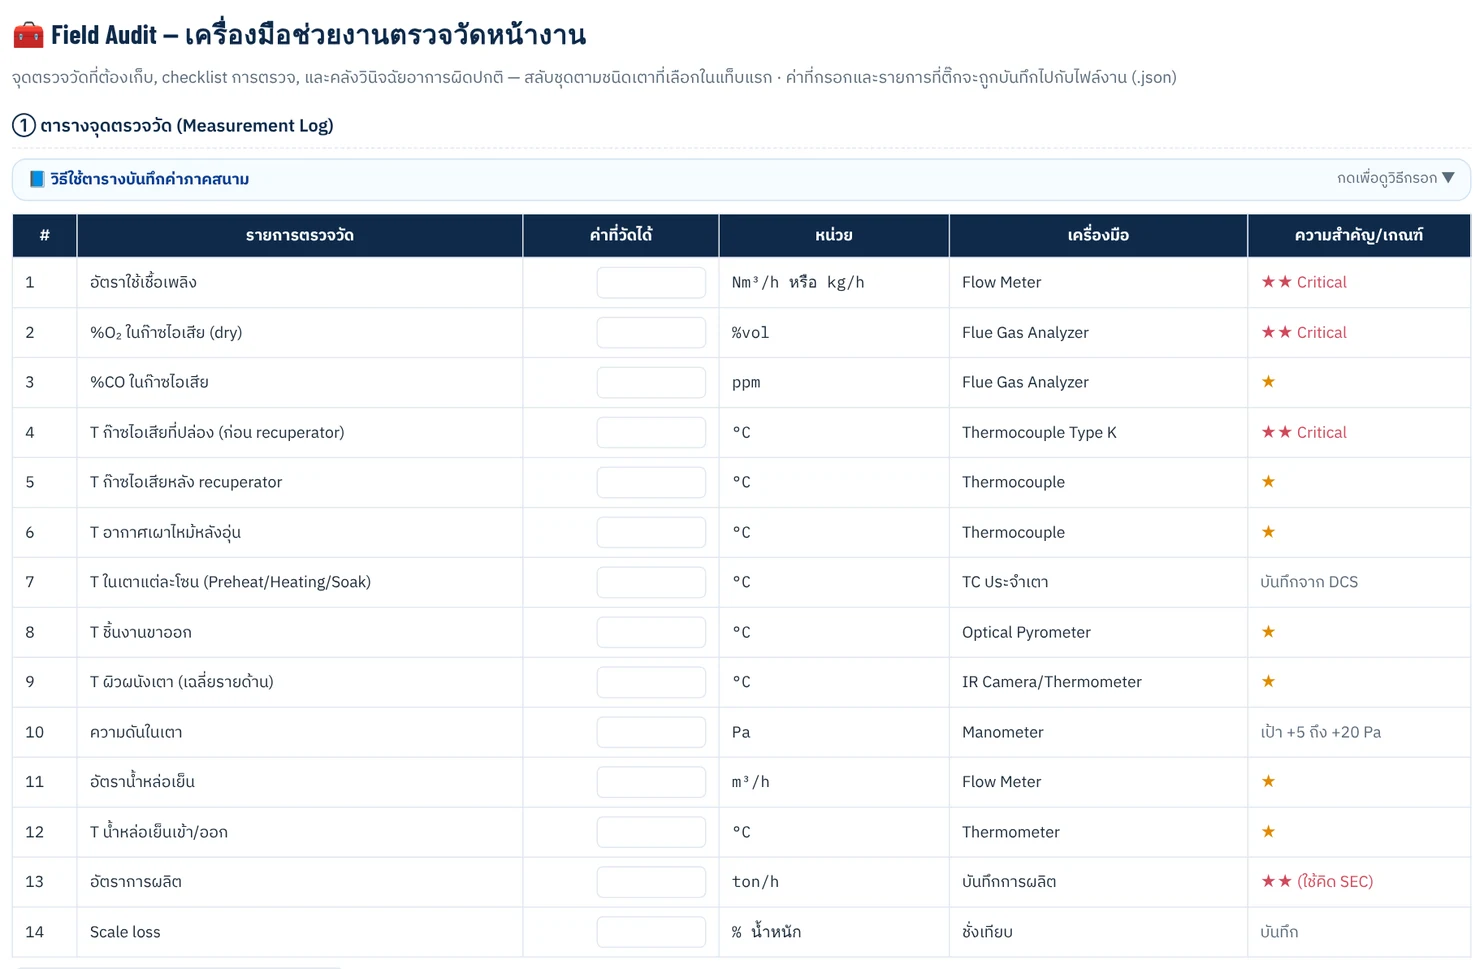 🧰 Field Audit — เครื่องมือช่วยงานตรวจวัดหน้างาน
จุดตรวจวัดที่ต้องเก็บ, checklist การตรวจ, และคลังวินิจฉัยอาการผิดปกติ — สลับชุดตามชนิดเตาที่เลือกในแท็บแรก · ค่าที่กรอกและรายการที่ติ๊กจะถูกบันทึกไปกับไฟล์งาน (.json)
① ตารางจุดตรวจวัด (Measurement Log)
📘 วิธีใช้ตารางบันทึกค่าภาคสนาม กดเพื่อดูวิธีกรอก ▼
# รายการตรวจวัด ค่าที่วัดได้ หน่วย เครื่องมือ ความสำคัญ/เกณฑ์
1 อัตราใช้เชื้อเพลิง Nm³/h หรือ kg/h Flow Meter ★★ Critical
2 %O₂ ในก๊าซไอเสีย (dry) %vol Flue Gas Analyzer ★★ Critical
3 %CO ในก๊าซไอเสีย ppm Flue Gas Analyzer ★
4 T ก๊าซไอเสียที่ปล่อง (ก่อน recuperator) °C Thermocouple Type K ★★ Critical
5 T ก๊าซไอเสียหลัง recuperator °C Thermocouple ★
6 T อากาศเผาไหม้หลังอุ่น °C Thermocouple ★
7 T ในเตาแต่ละโซน (Preheat/Heating/Soak) °C TC ประจำเตา บันทึกจาก DCS
8 T ชิ้นงานขาออก °C Optical Pyrometer ★
9 T ผิวผนังเตา (เฉลี่ยรายด้าน) °C IR Camera/Thermometer ★
10 ความดันในเตา Pa Manometer เป้า +5 ถึง +20 Pa
11 อัตราน้ำหล่อเย็น m³/h Flow Meter ★
12 T น้ำหล่อเย็นเข้า/ออก °C Thermometer ★
13 อัตราการผลิต ton/h บันทึกการผลิต ★★ (ใช้คิด SEC)
14 Scale loss % น้ำหนัก ชั่งเทียบ บันทึก